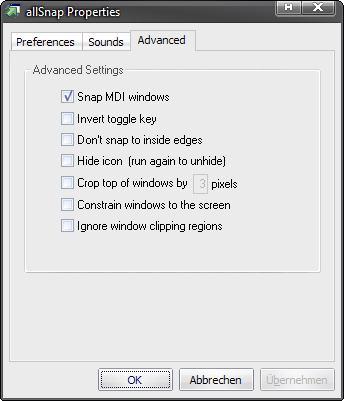 allSnap Properties
Preferences Sounds Advanced
Advanced Settings
Snap MDI windows
Invert toggle key
Don't snap to inside edges
Hide icon (run again to unhide)
Crop top of windows by 3 pixels
Constrain windows to the screen
Ignore window clipping regions
OK Abbrechen Übernehmen